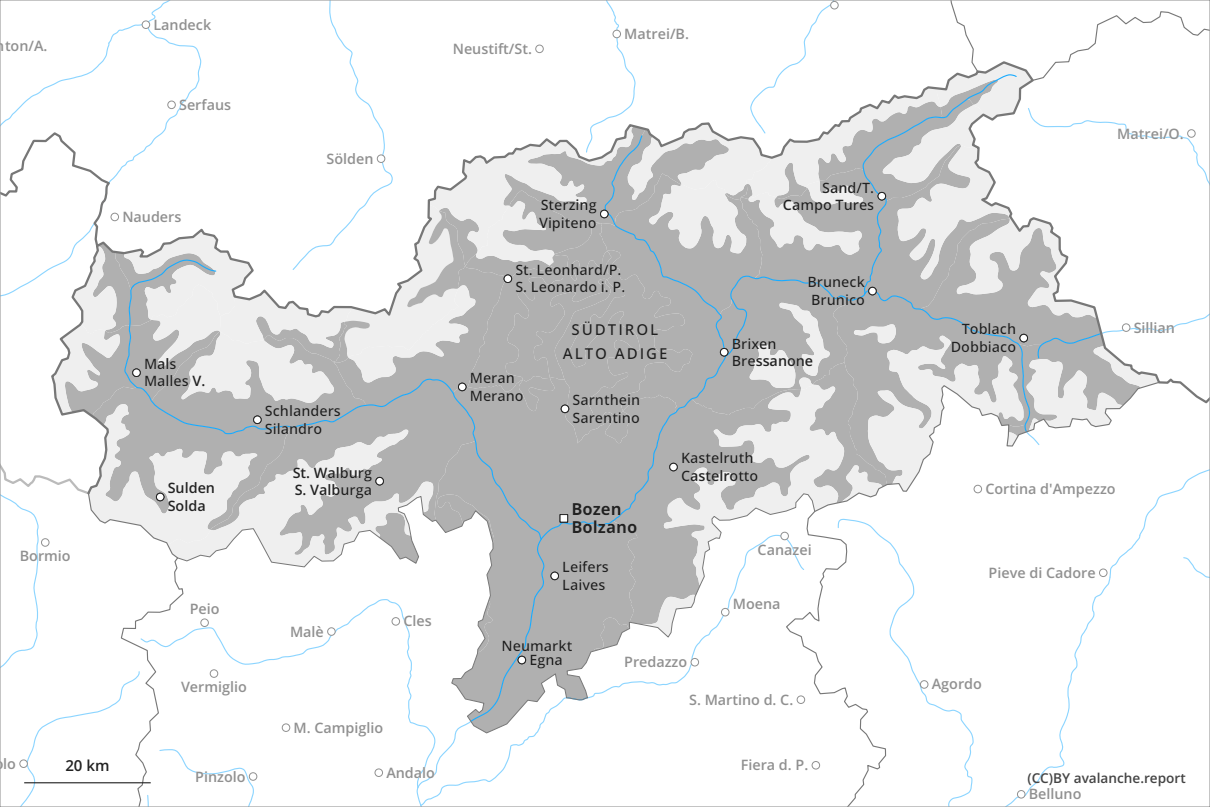 Landeck
nton/A.
Neustift/St.
Matrei/B.
Serfaus
Matrei/O.
Sölden
Sand/T.
Campo Tures
Sterzing
Vipiteno
Nauders
St. Leonhard/P.
S. Leonardo i. P.
Bruneck
Brunico
SÜDTIROL
ALTO ADIGE
Toblach
Dobbiaco
Sillian
Brixen
Bressanone
Mals
Malles V.
Meran
Merano
Sarnthein
Sarentino
Schlanders
Silandro
Kastelruth
Castelrotto
St. Walburg
S. Valburga
Sulden
Solda
Cortina d'Ampezzo
Bozen
Bolzano
Bormio
Canazei
Leifers
Laives
Pieve di Cadore
Peio
Moena
Malè
Cles
Neumarkt
Egna
Predazzo
Vermiglio
Agordo
S. Martino d. C.
M. Campiglio
olo
20 km
Pinzolo
Andalo
Fiera d. P.
(CC)BY avalanche.report
Belluno